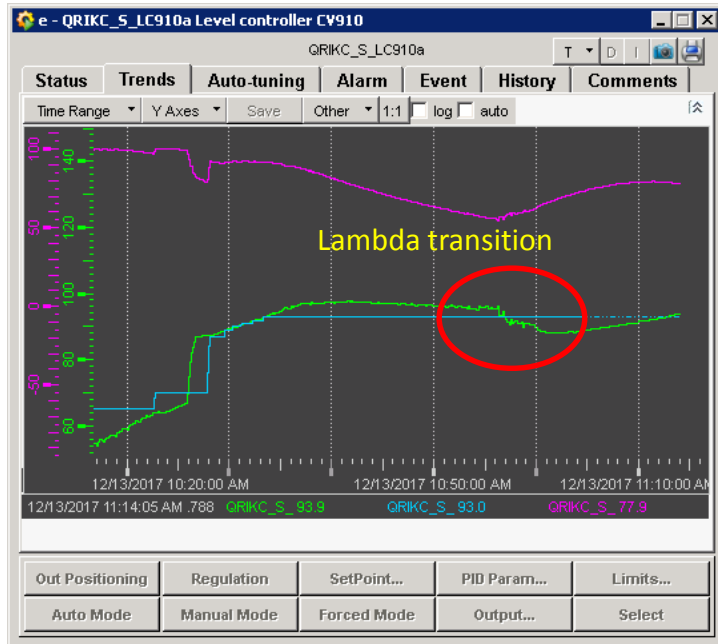 e - QRIKC_S_LC910a Level controller CV910
QRIKC_S_LC910a
T D I
Status Trends Auto-tuning Alarm Event History Comments
Time Range Y Axes Save Other 1:1 log auto
100 140
50 120
Lambda transition
0 100
80
-50
60
12/13/2017 10:20:00 AM 12/13/2017 10:50:00 AM 12/13/2017 11:10:00 AM
12/13/2017 11:14:05 AM .788 QRIKC_S_ 93.9 QRIKC_S_ 93.0 QRIKC_S_ 77.9
Out Positioning Regulation SetPoint... PID Param... Limits...
Auto Mode Manual Mode Forced Mode Output... Select